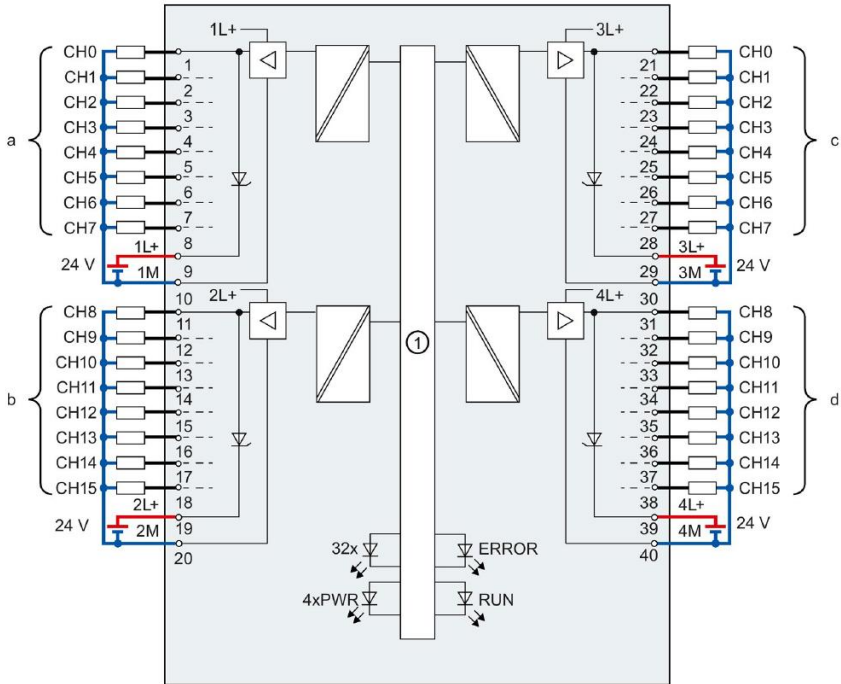 1L+ 3L+
CH0 CH0
1 21
CH1 CH1
2 22
CH2 CH2
3 23
CH3 CH3
a 4 24 c
CH4 CH4
5 25
CH5 CH5
6 26
CH6 CH6
7 27
CH7 CH7
1L+ 8 28 3L+
24 V 24 V
1M 9 29 3M
2L+ 10 30 4L+
CH8 CH8
11 31
CH9 CH9
1
12 32
CH10 CH10
13 33
CH11 CH11
b 14 34 d
CH12 CH12
15 35
CH13 CH13
16 36
CH14 CH14
17 37
CH15 CH15
2L+ 18 38 4L+
24 V 24 V
2M 19 39 4M
20 40
32x ERROR
4xPWR RUN